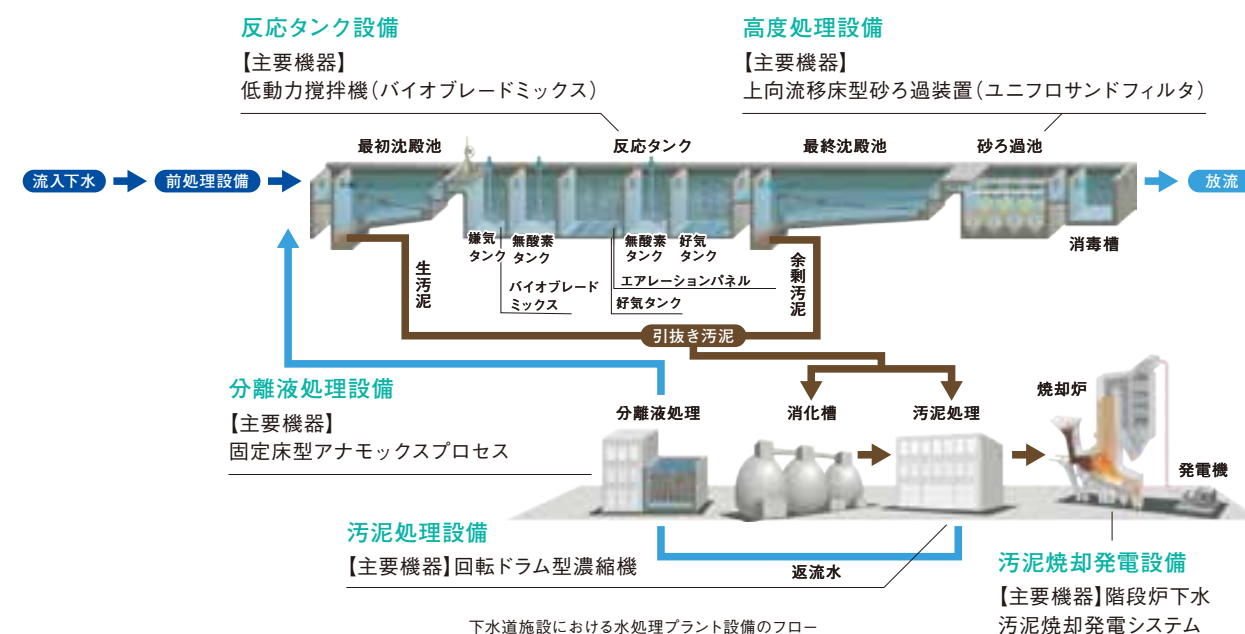 反応タンク設備
【主要機器】
低動力撹拌機（バイオブレードミックス）
高度処理設備
【主要機器】
上向流移床型砂ろ過装置（ユニフロサンドフィルタ）
最初沈殿池
反応タンク
最終沈殿池
砂ろ過池
流入下水
前処理設備
放流
消毒槽
嫌気
タンク
無酸素
タンク
無酸素
タンク
好気
タンク
バイオブレード
ミックス
エアレーションパネル
好気タンク
生汚泥
余剰汚泥
引抜き汚泥
分離液処理設備
【主要機器】
固定床型アナモックスプロセス
分離液処理
消化槽
汚泥処理
焼却炉
発電機
汚泥処理設備
【主要機器】回転ドラム型濃縮機
返流水
汚泥焼却発電設備
【主要機器】階段炉下水
汚泥焼却発電システム
下水道施設における水処理プラント設備のフロー